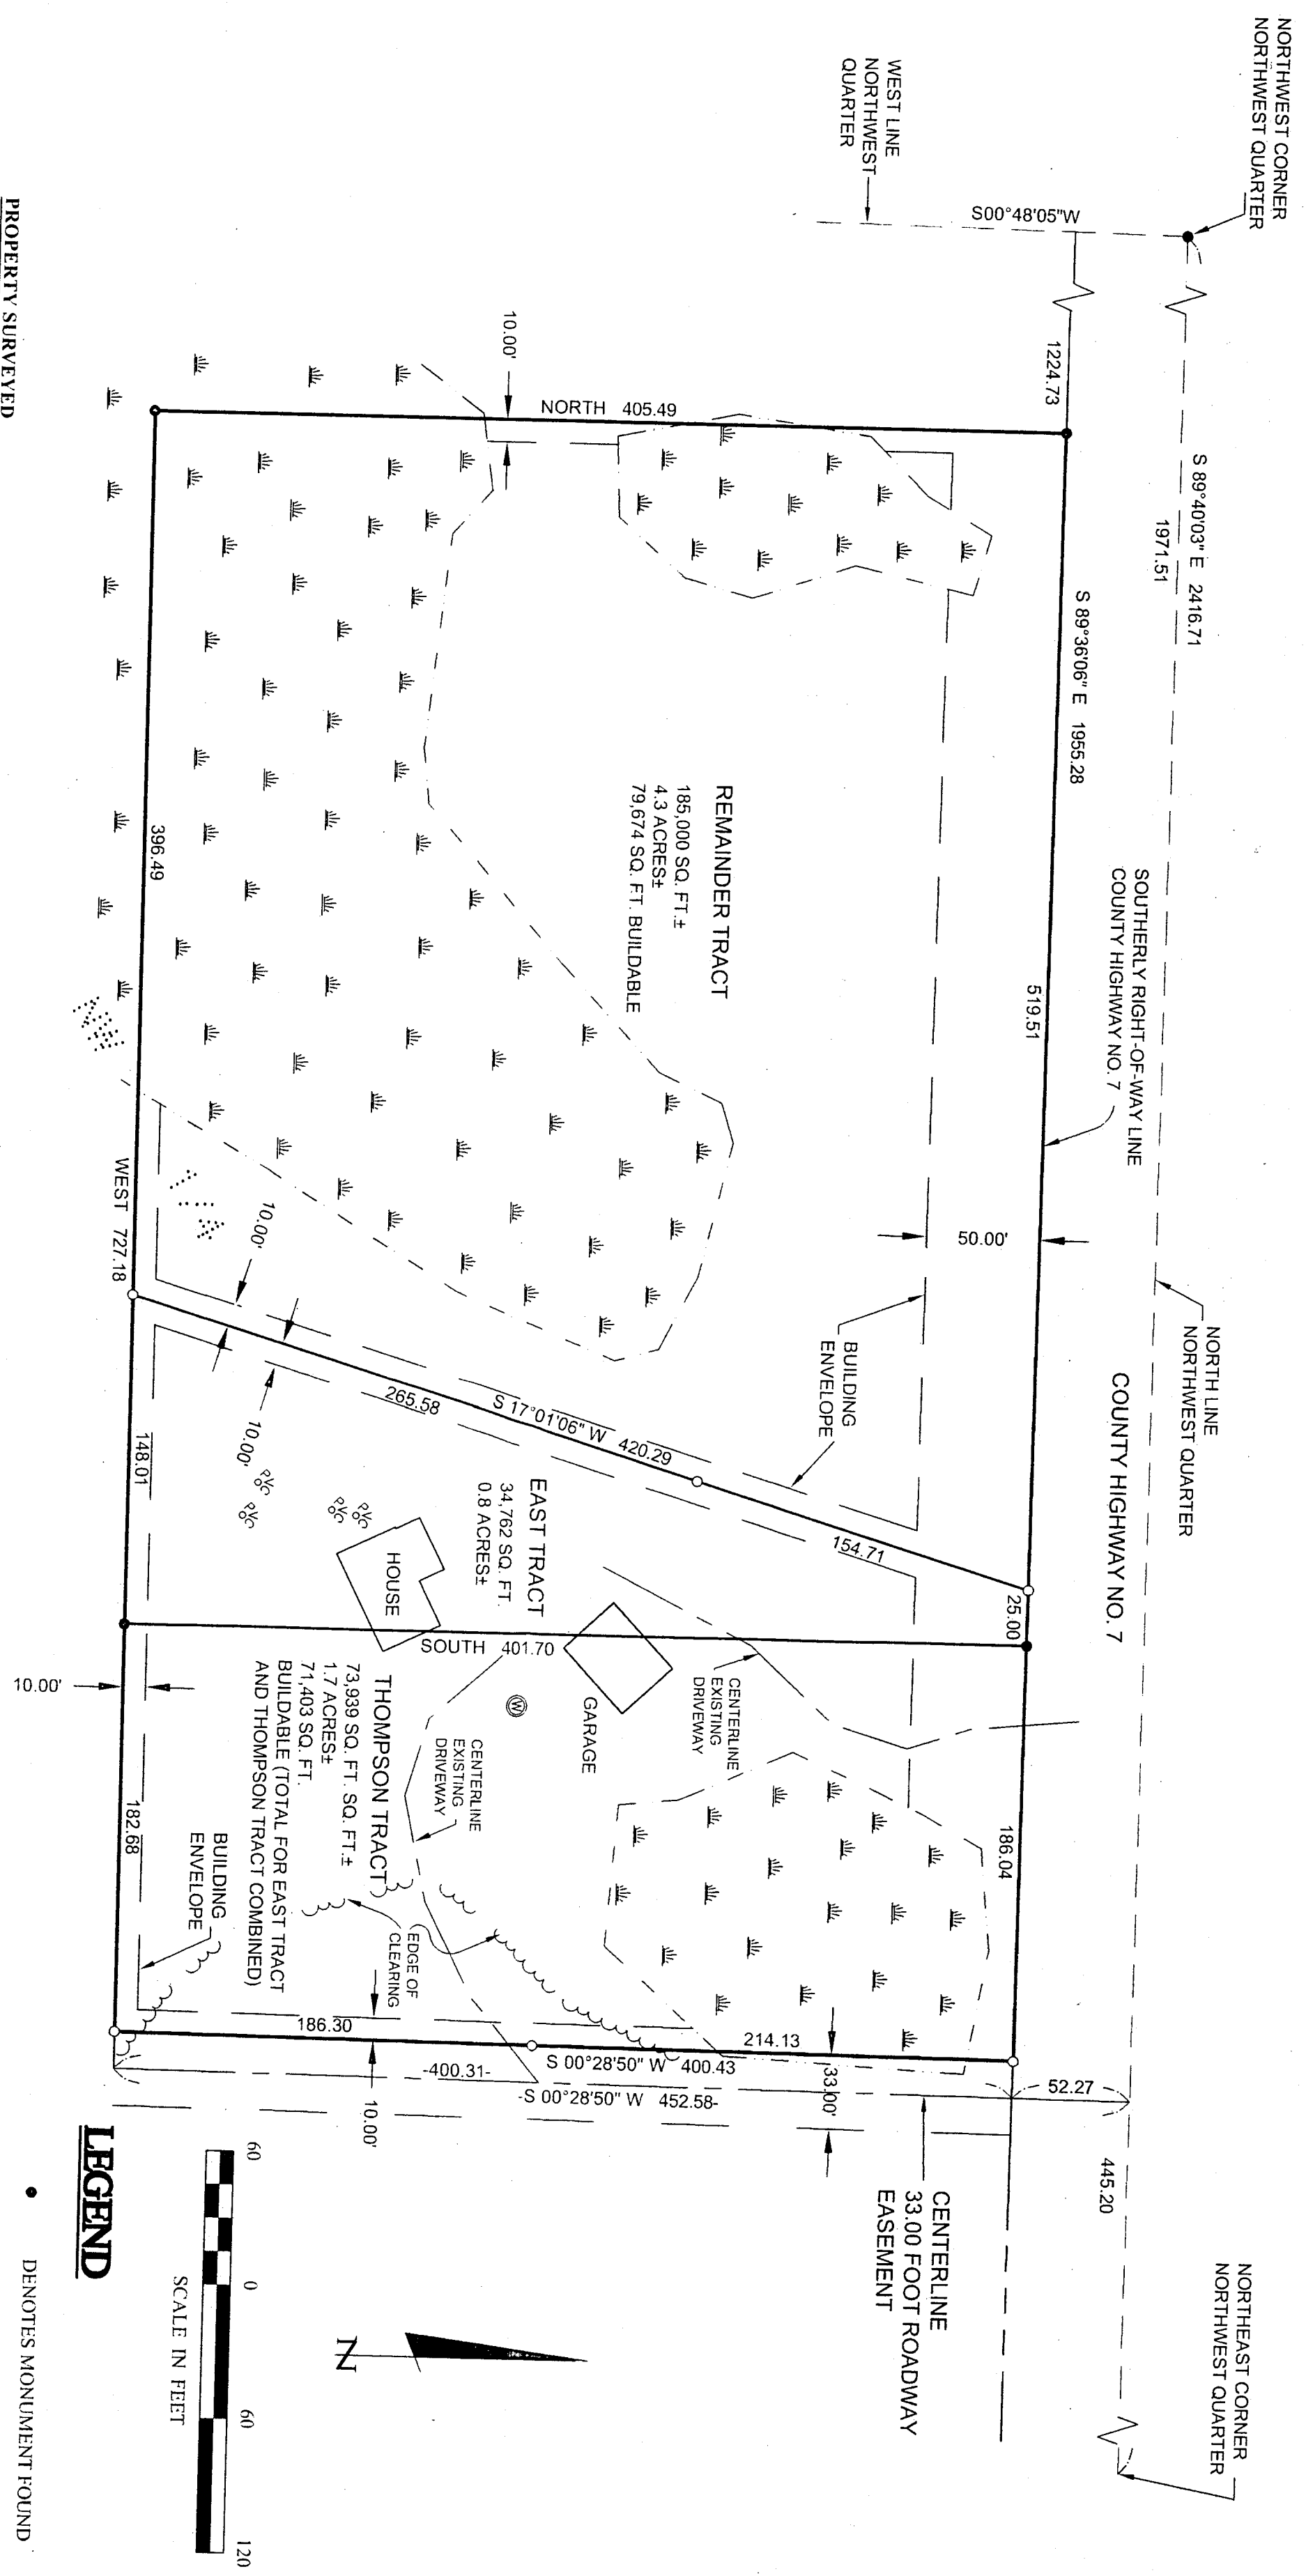 NORTHWEST CORNER
NORTHWEST QUARTER
WEST LINE
NORTHWEST
QUARTER
S00°48'05"W
1224.73
S 89°40'03" E 2416.71
1971.51
S 89°36'06" E 1955.28
SOUTHERLY RIGHT-OF-WAY LINE
COUNTY HIGHWAY NO. 7
519.51
NORTH LINE
NORTHWEST QUARTER
COUNTY HIGHWAY NO. 7
50.00'
25.00
186.04
52.27
445.20
NORTHEAST CORNER
NORTHWEST QUARTER
CENTERLINE
33.00 FOOT ROADWAY
EASEMENT
10.00'
NORTH 405.49
REMAINDER TRACT
185,000 SQ. FT.±
4.3 ACRES±
79,674 SQ. FT. BUILDABLE
BUILDING
ENVELOPE
154.71
S 17°01'06" W 420.29
265.58
10.00'
10.00'
EAST TRACT
34,762 SQ. FT.
0.8 ACRES±
HOUSE
PVC
PVC
PVC
PVC
SOUTH 401.70
GARAGE
W
CENTERLINE
EXISTING
DRIVEWAY
CENTERLINE
EXISTING
DRIVEWAY
THOMPSON TRACT
73,939 SQ. FT. SQ. FT.±
1.7 ACRES±
71,403 SQ. FT.
BUILDABLE (TOTAL FOR EAST TRACT
AND THOMPSON TRACT COMBINED)
EDGE OF
CLEARING
BUILDING
ENVELOPE
214.13
33.00'
S 00°28'50" W 400.43
-400.31-
-S 00°28'50" W 452.58-
186.30
10.00'
396.49
WEST 727.18
148.01
10.00'
182.68
N
60
0
60
120
SCALE IN FEET
LEGEND
DENOTES MONUMENT FOUND
PROPERTY SURVEYED